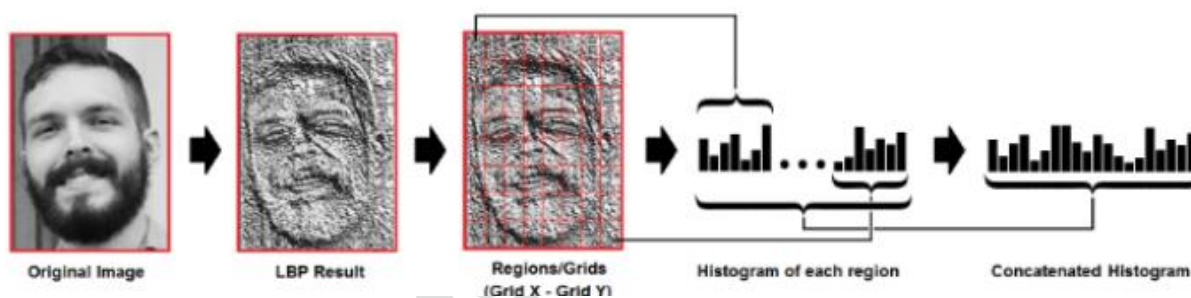 Original Image
LBP Result
Regions/Grids
(Grid X - Grid Y)
Histogram of each region
Concatenated Histogram